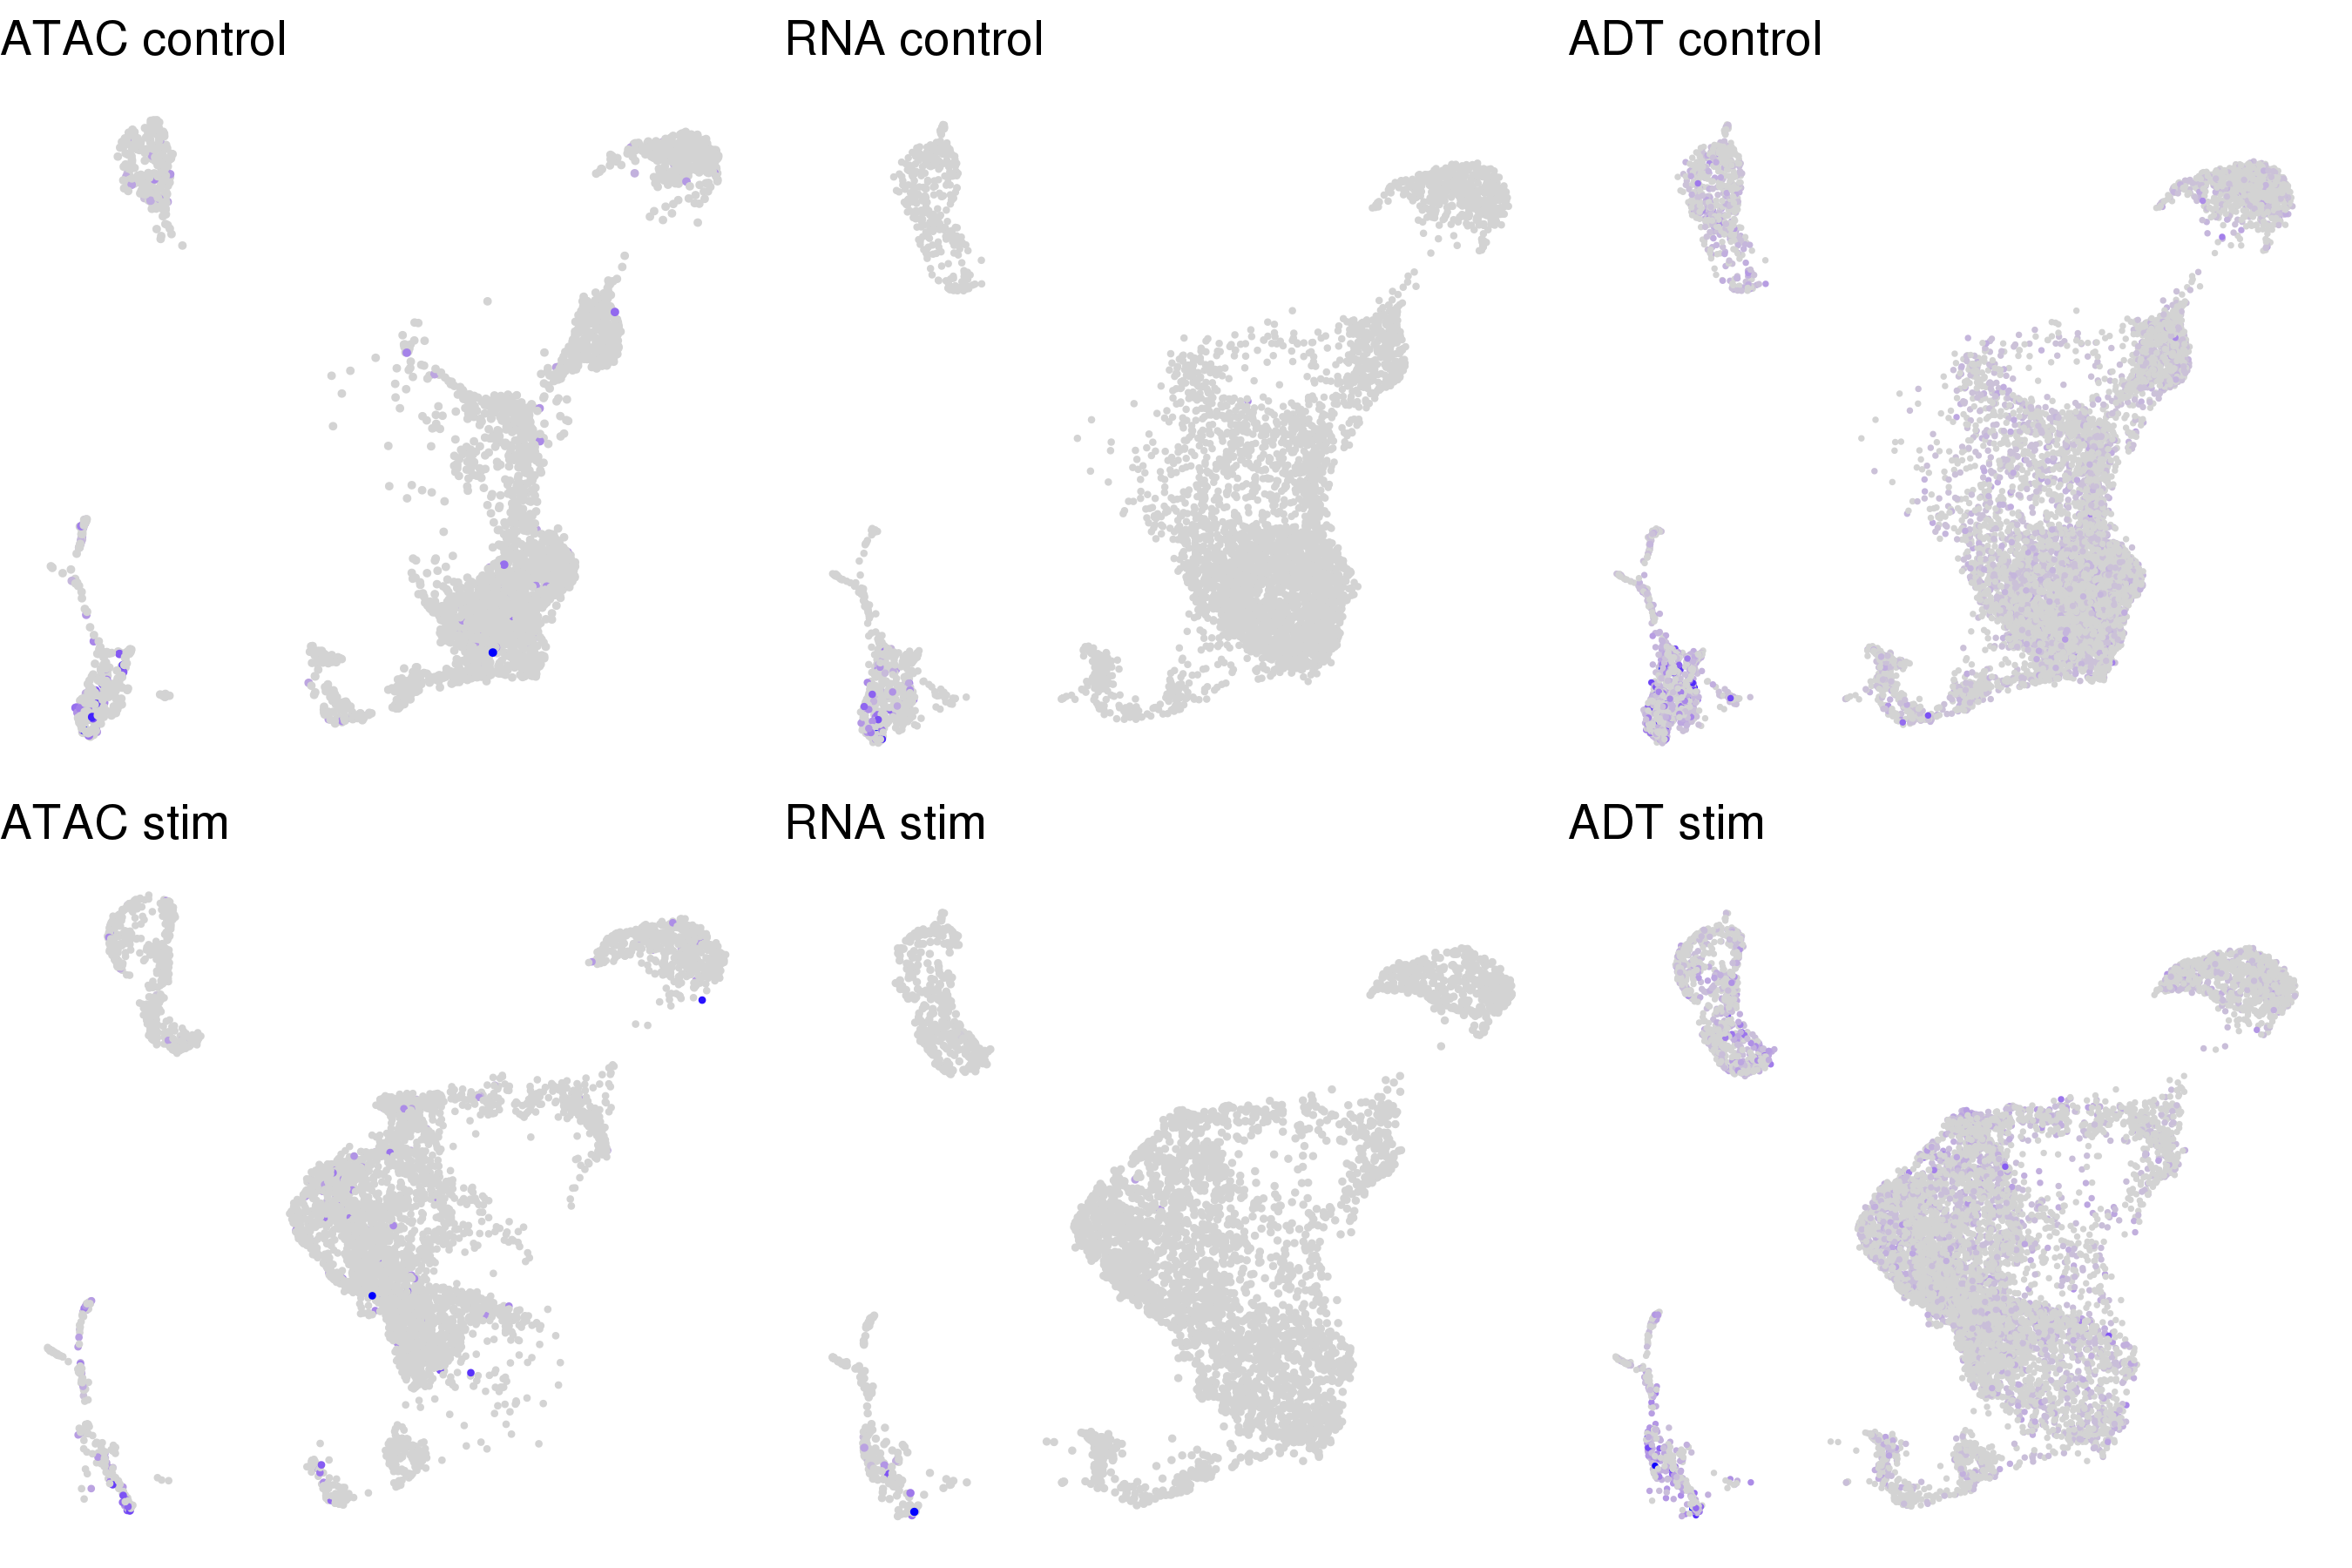 ATAC control
RNA control
ADT control
ATAC stim
RNA stim
ADT stim